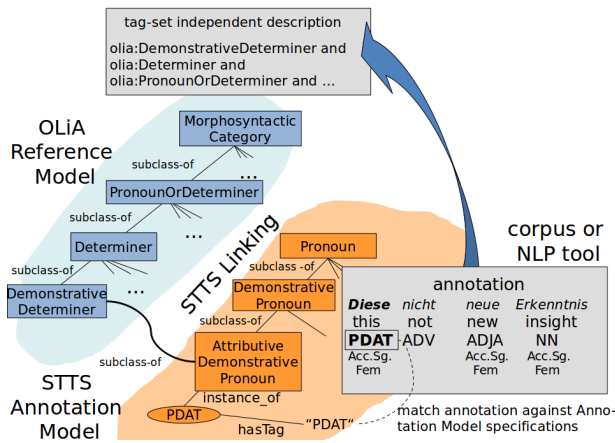 tag-set independent description
olia:DemonstrativeDeterminer and
olia:Determiner and
olia:PronounOrDeterminer and ...
OLiA
Reference
Model
Morphosyntactic
Category
subclass-of
...
PronounOrDeterminer
subclass-of
...
Determiner
subclass-of
...
Demonstrative
Determiner
STTS Linking
subclass-of
STTS
Annotation
Model
Pronoun
subclass -of
Demonstrative
Pronoun
subclass-of
Attributive
Demonstrative
Pronoun
instance_of
PDAT
hasTag
“PDAT”
corpus or
NLP tool
annotation
Diese nicht neue Erkenntnis
this not new insight
PDAT ADV ADJA NN
Acc.Sg. Acc.Sg. Acc.Sg.
Fem Fem Fem
match annotation against Anno-
tation Model specifications